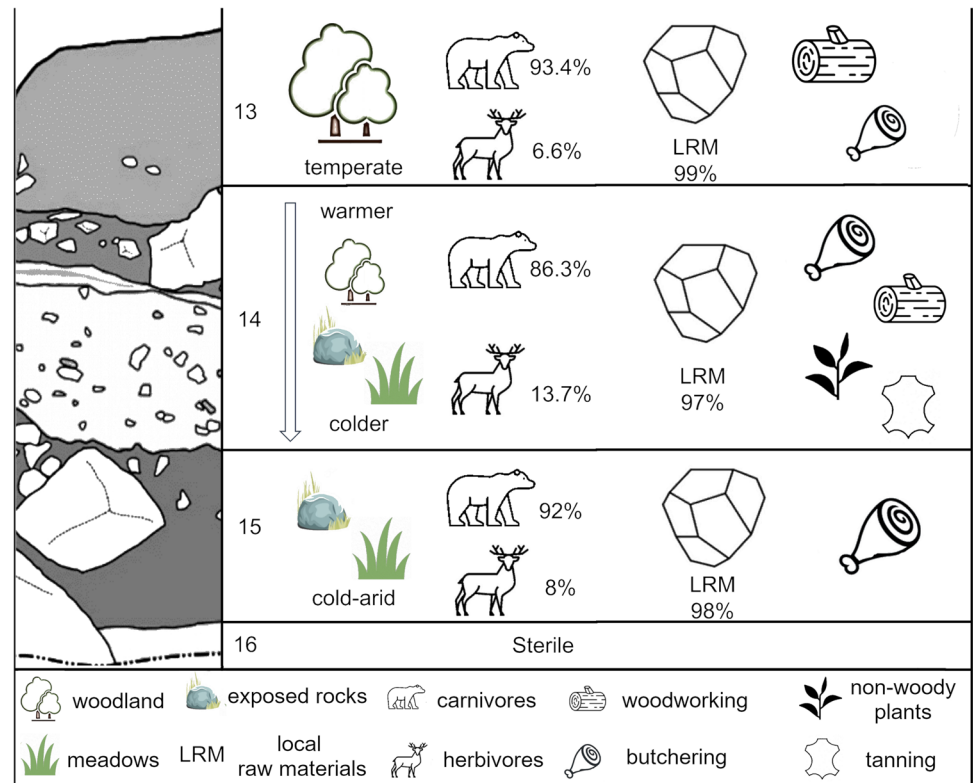 13
93.4%
6.6%
temperate
LRM
99%
14
warmer
86.3%
13.7%
colder
LRM
97%
15
92%
8%
cold-arid
LRM
98%
16
Sterile
woodland
exposed rocks
carnivores
woodworking
non-woody
plants
meadows
LRM
local
raw materials
herbivores
butchering
tanning